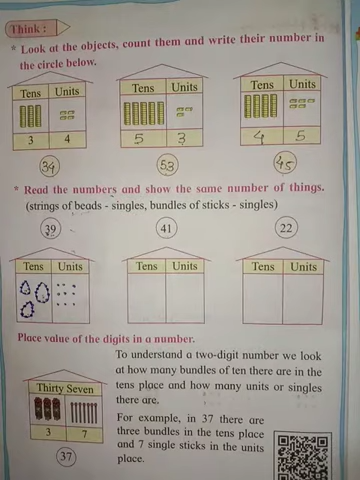 Think :
* Look at the objects, count them and write their number in
the circle below.
Tens Units
3 4
34
Tens Units
5 3
53
Tens Units
4 5
45
* Read the numbers and show the same number of things.
(strings of beads - singles, bundles of sticks - singles)
39 41 22
Tens Units Tens Units Tens Units
Place value of the digits in a number.
To understand a two-digit number we look
at how many bundles of ten there are in the
tens place and how many units or singles
there are.
Thirty Seven
3 7
37
For example, in 37 there are
three bundles in the tens place
and 7 single sticks in the units
place.